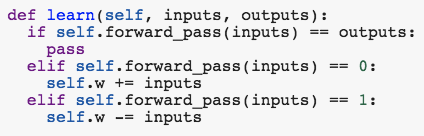 def learn(self, inputs, outputs):
  if self.forward_pass(inputs) == outputs:
    pass
  elif self.forward_pass(inputs) == 0:
    self.w += inputs
  elif self.forward_pass(inputs) == 1:
    self.w -= inputs